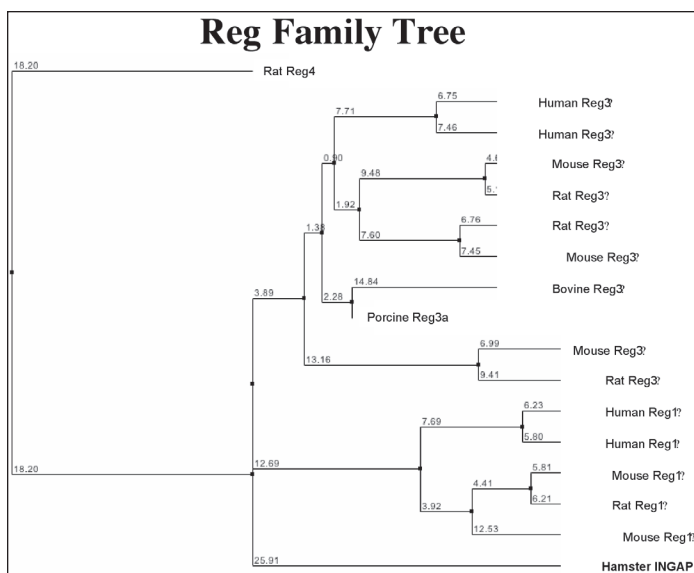 Reg Family Tree
18.20
Rat Reg4
6.75
Human Reg3?
7.71
7.46
Human Reg3?
0.90
Mouse Reg3?
9.48
Rat Reg3?
1.92
6.76
Rat Reg3?
7.60
7.45
Mouse Reg3?
14.84
Bovine Reg3?
3.89
2.28
Porcine Reg3a
6.99
Mouse Reg3?
13.16
9.41
Rat Reg3?
6.23
Human Reg1?
7.69
5.80
Human Reg1?
18.20
12.69
5.81
Mouse Reg1?
4.41
6.21
Rat Reg1?
3.92
12.53
Mouse Reg1?
25.91
Hamster INGAP